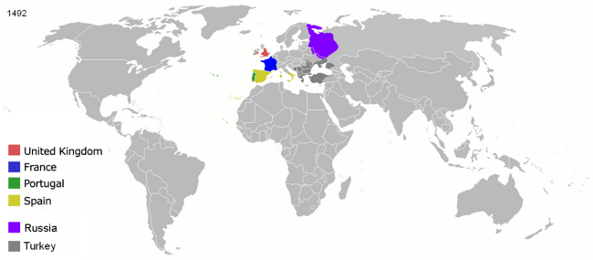 1492
United Kingdom
France
Portugal
Spain
Russia
Turkey